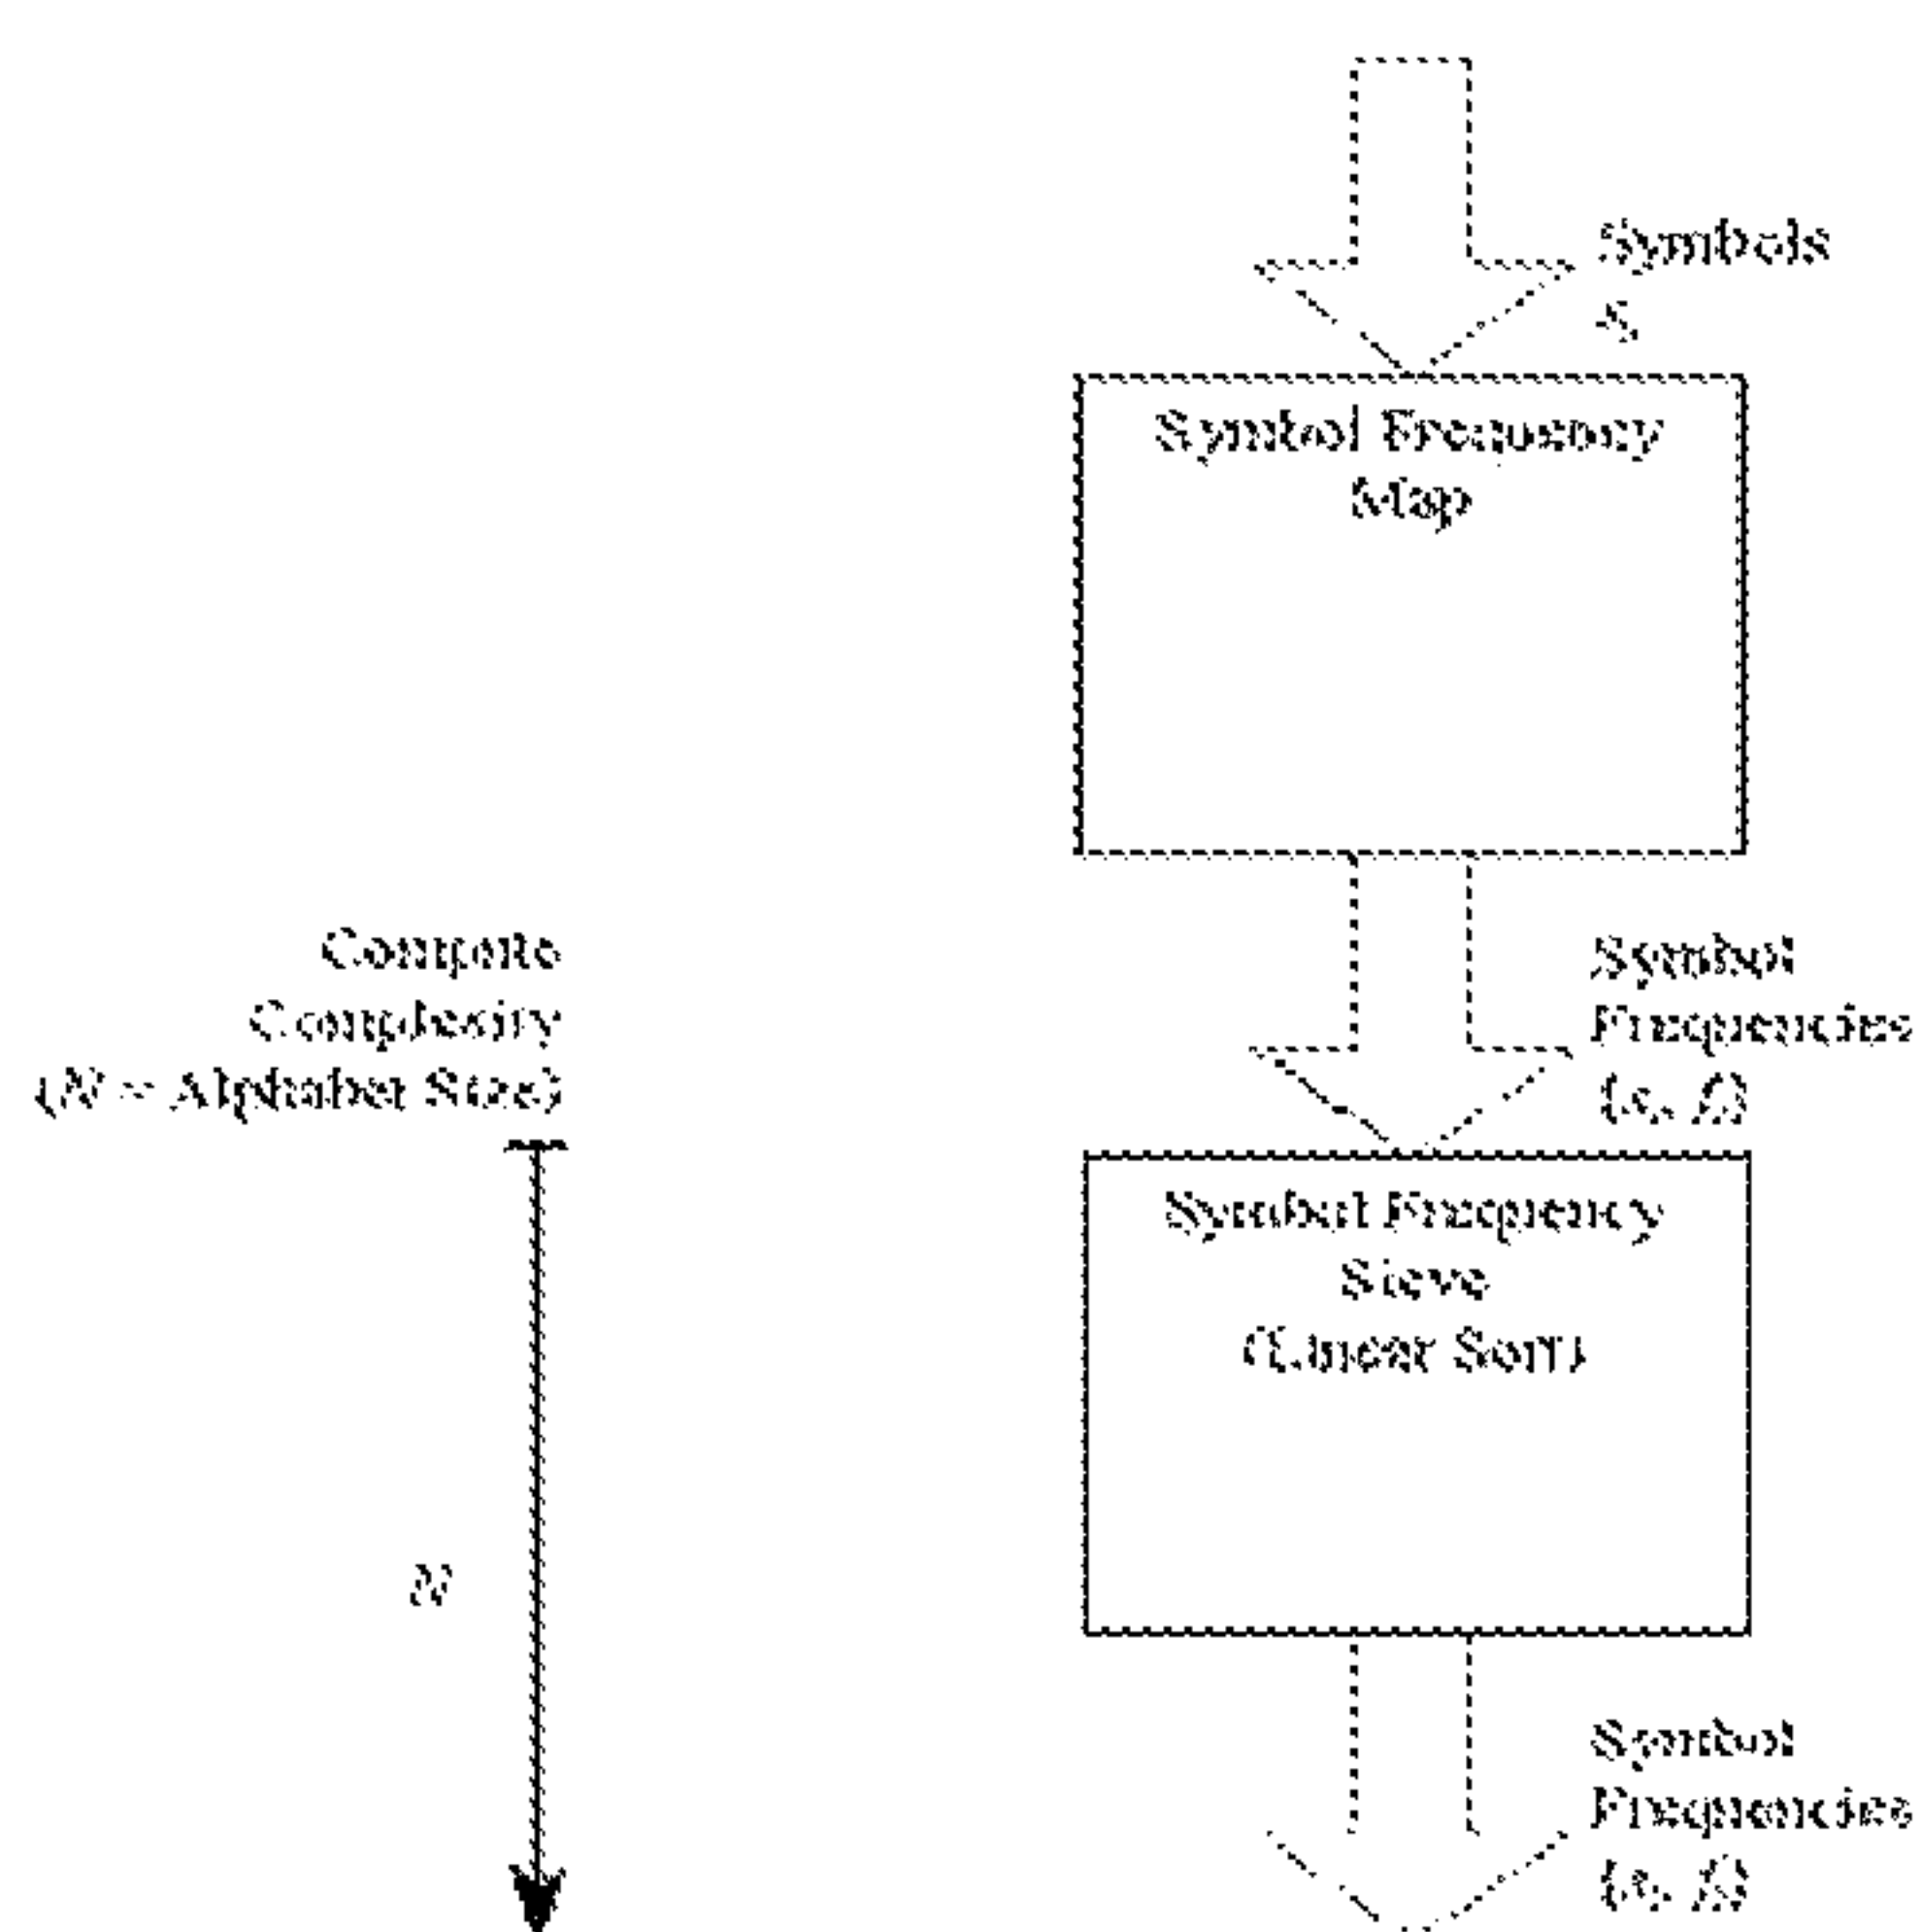 Symbols
S
Symbol Frequency
Map
Compute
Complexity
(N = Alphabet Size)
Symbol
Frequencies
Symbol Frequency
Sieve
(Linear Sort)
N
Symbol
Frequencies